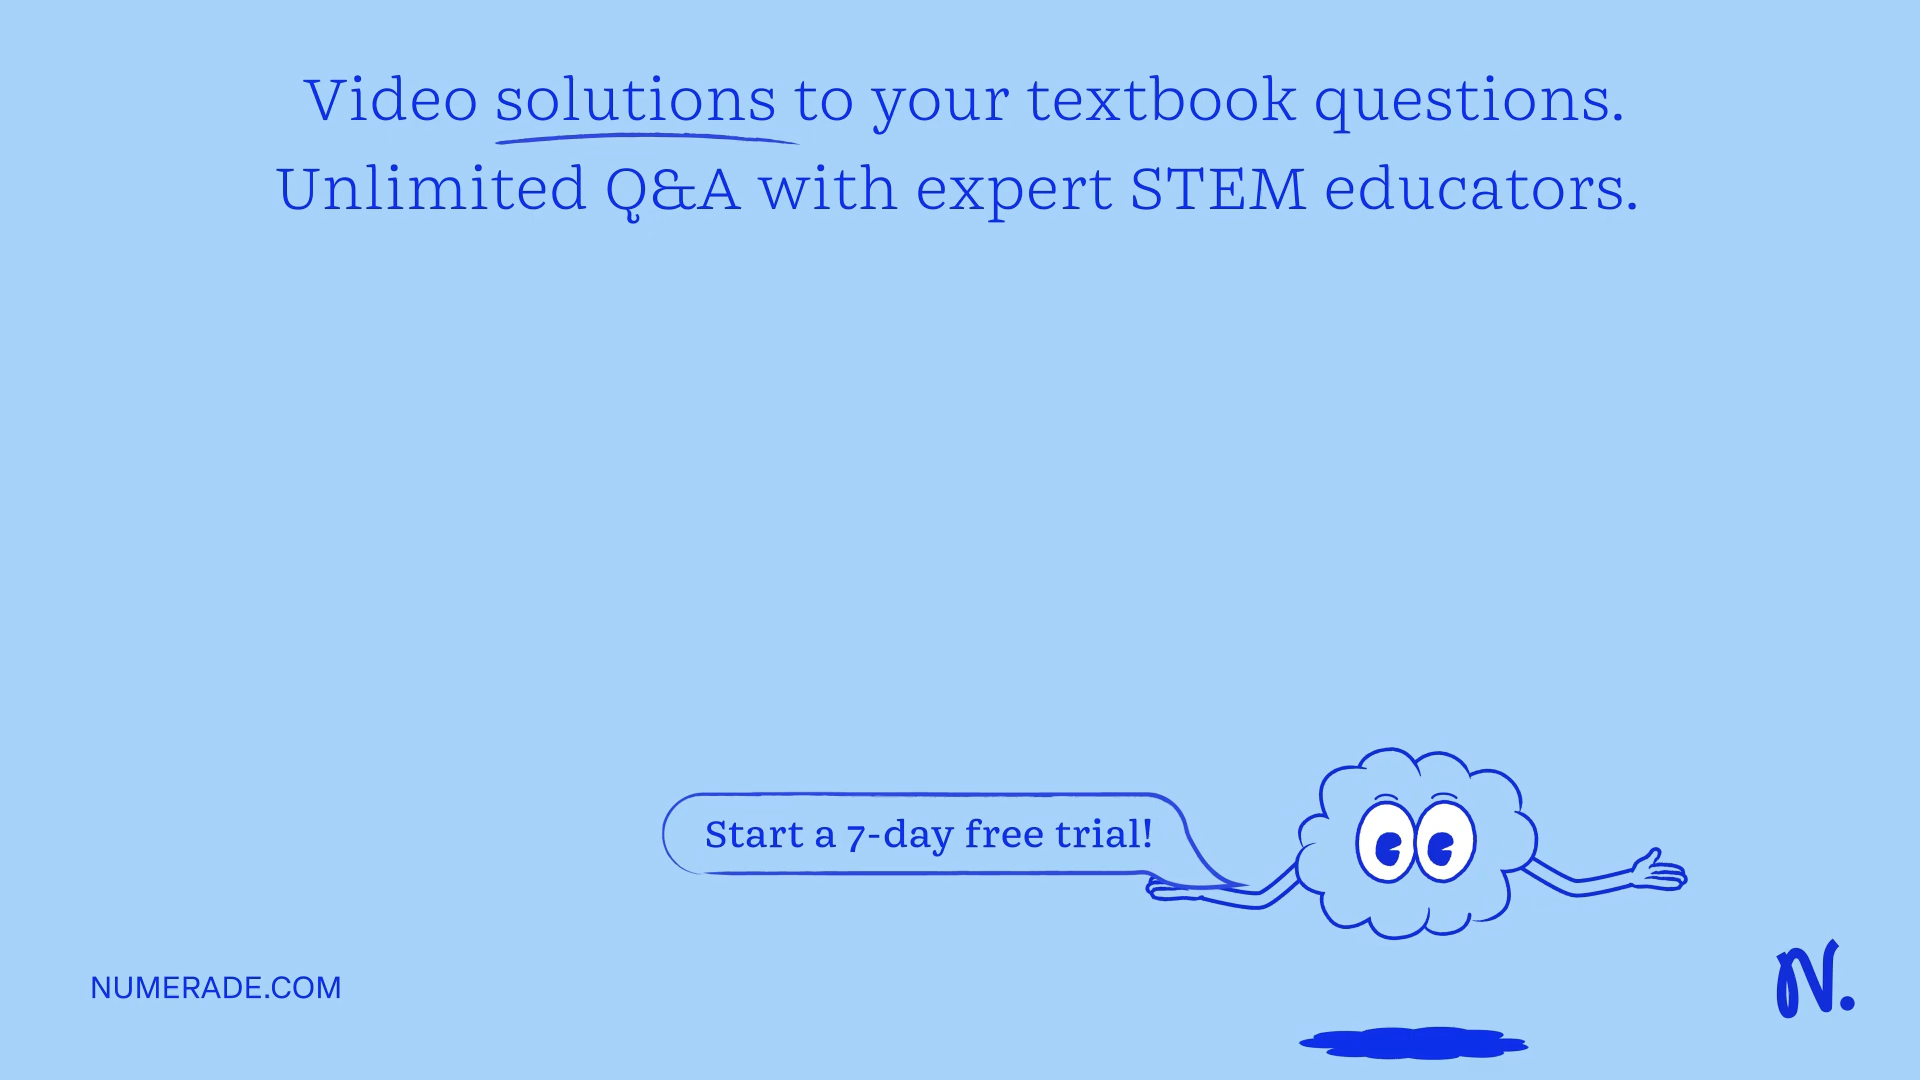 Video solutions to your textbook questions.
Unlimited Q&A with expert STEM educators.
Start a 7-day free trial!
NUMERADE.COM
N.